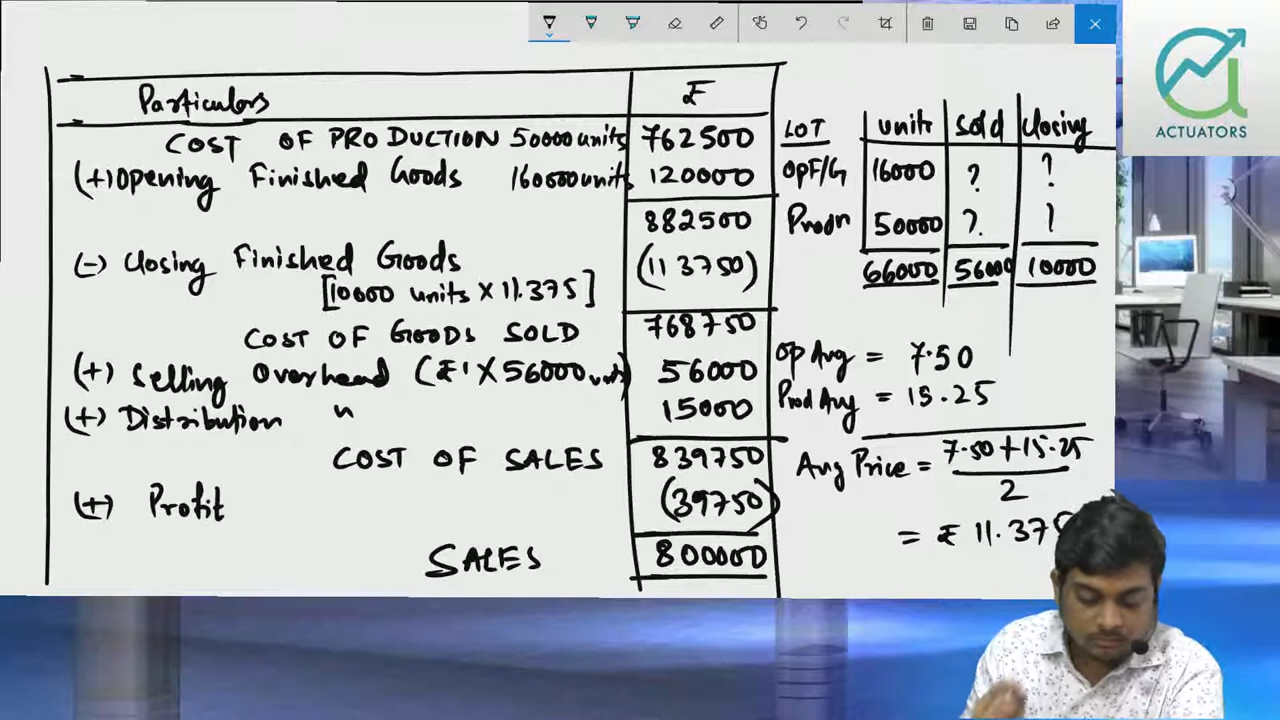 Particulars ₹
COST OF PRODUCTION 50000 units 762500
(+) Opening Finished Goods 160000 units 120000
882500
(-) Closing Finished Goods (113750)
[10000 units X 11.375]
COST OF GOODS SOLD 768750
(+) Selling Overhead (₹1 X 56000 units) 56000
(+) Distribution " 15000
COST OF SALES 839750
(+) Profit (39750)
SALES 800000
LOT units sold closing
OpF/G 16000 ? ?
Prodn 50000 ? ?
66000 56000 10000
Op Avg = 7.50
Prod Avg = 15.25
Avg Price = 7.50+15.25
2
= ₹ 11.375
ACTUATORS